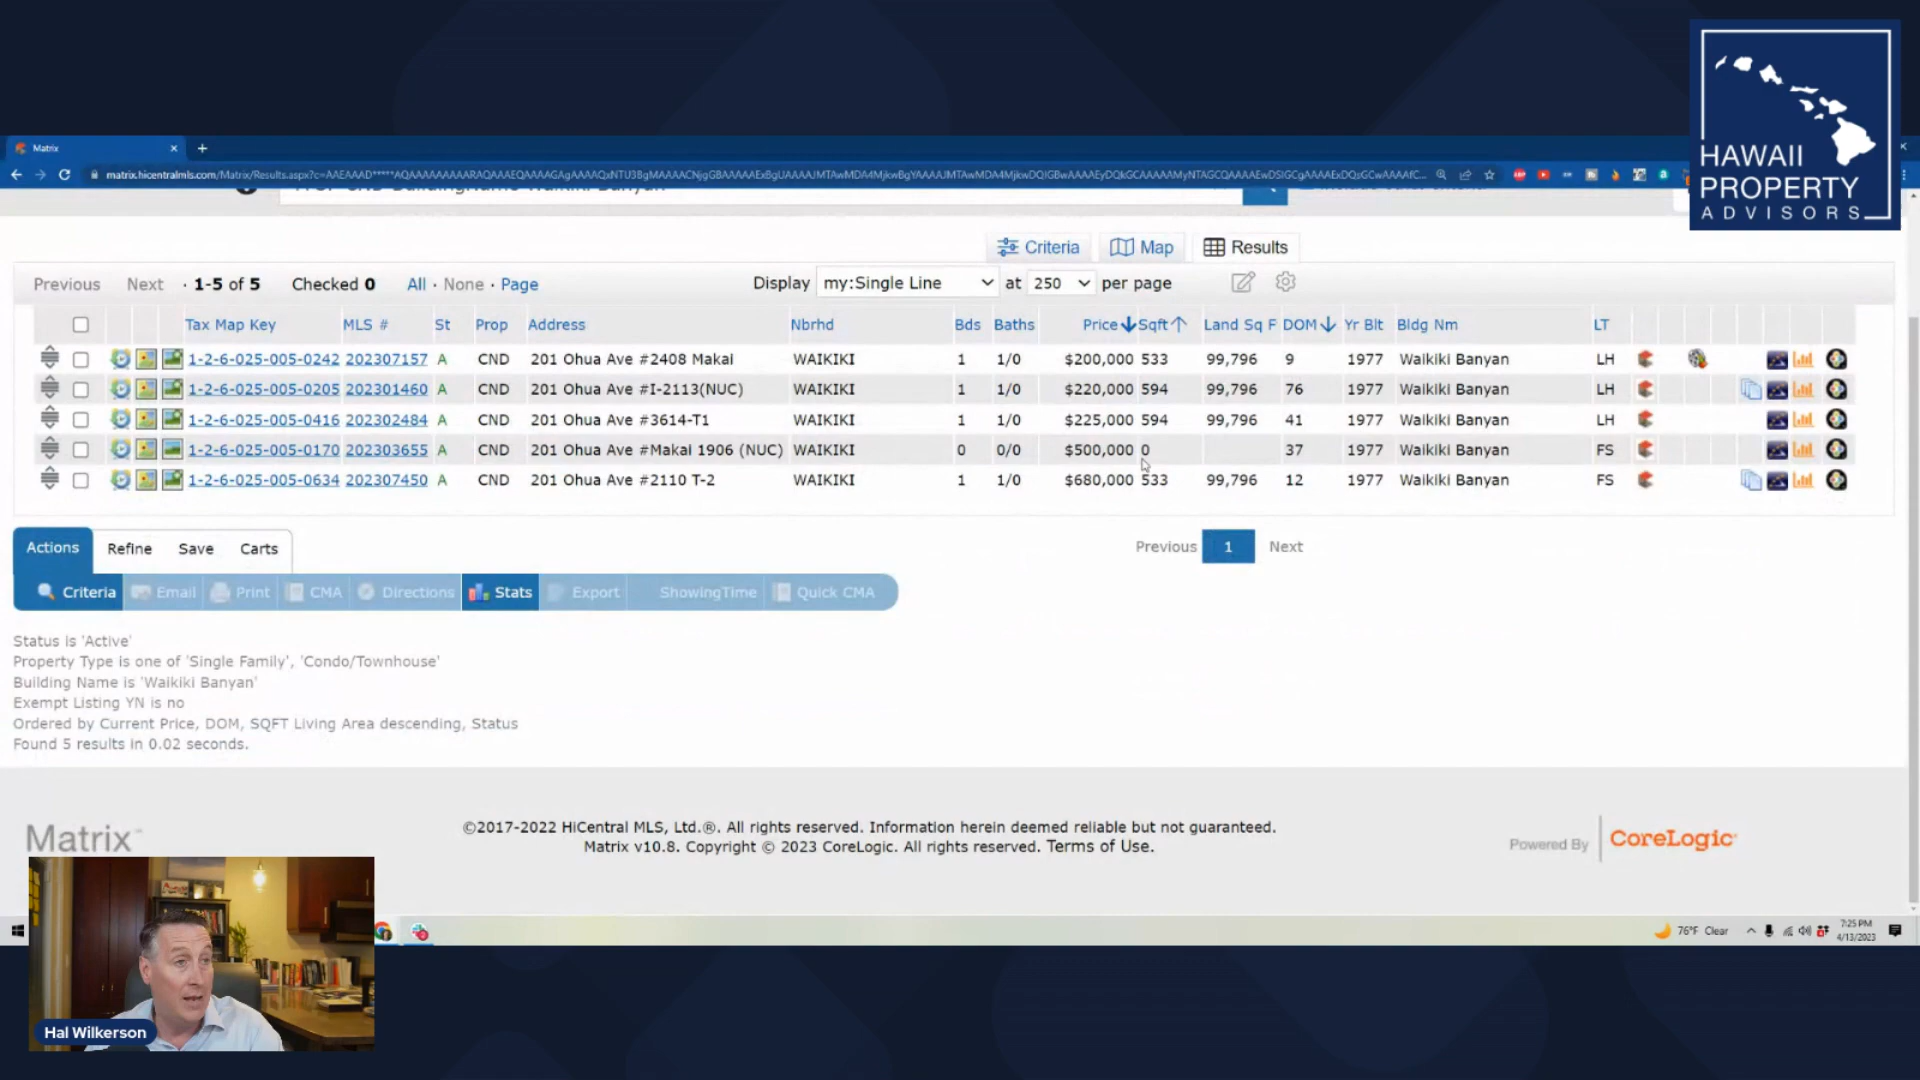 HAWAII
PROPERTY
ADVISORS
Matrix
matrix.hicentralmls.com/Matrix/Results.aspx?c=
Criteria
Map
Results
Previous Next · 1-5 of 5 Checked 0 All · None · Page
Display my:Single Line at 250 per page
Tax Map Key MLS # St Prop Address Nbrhd Bds Baths Price Sqft Land Sq F DOM Yr Blt Bldg Nm LT
1-2-6-025-005-0242 202307157 A CND 201 Ohua Ave #2408 Makai WAIKIKI 1 1/0 $200,000 533 99,796 9 1977 Waikiki Banyan LH
1-2-6-025-005-0205 202301460 A CND 201 Ohua Ave #I-2113(NUC) WAIKIKI 1 1/0 $220,000 594 99,796 76 1977 Waikiki Banyan LH
1-2-6-025-005-0416 202302484 A CND 201 Ohua Ave #3614-T1 WAIKIKI 1 1/0 $225,000 594 99,796 41 1977 Waikiki Banyan LH
1-2-6-025-005-0170 202303655 A CND 201 Ohua Ave #Makai 1906 (NUC) WAIKIKI 0 0/0 $500,000 0 37 1977 Waikiki Banyan FS
1-2-6-025-005-0634 202307450 A CND 201 Ohua Ave #2110 T-2 WAIKIKI 1 1/0 $680,000 533 99,796 12 1977 Waikiki Banyan FS
Actions Refine Save Carts
Previous 1 Next
Criteria Email Print CMA Directions Stats Export ShowingTime Quick CMA
Status is 'Active'
Property Type is one of 'Single Family', 'Condo/Townhouse'
Building Name is 'Waikiki Banyan'
Exempt Listing YN is no
Ordered by Current Price, DOM, SQFT Living Area descending, Status
Found 5 results in 0.02 seconds.
Matrix
©2017-2022 HiCentral MLS, Ltd.®. All rights reserved. Information herein deemed reliable but not guaranteed.
Matrix v10.8. Copyright © 2023 CoreLogic. All rights reserved. Terms of Use.
Powered By CoreLogic
76°F Clear
7:25 PM
4/13/2023
Hal Wilkerson